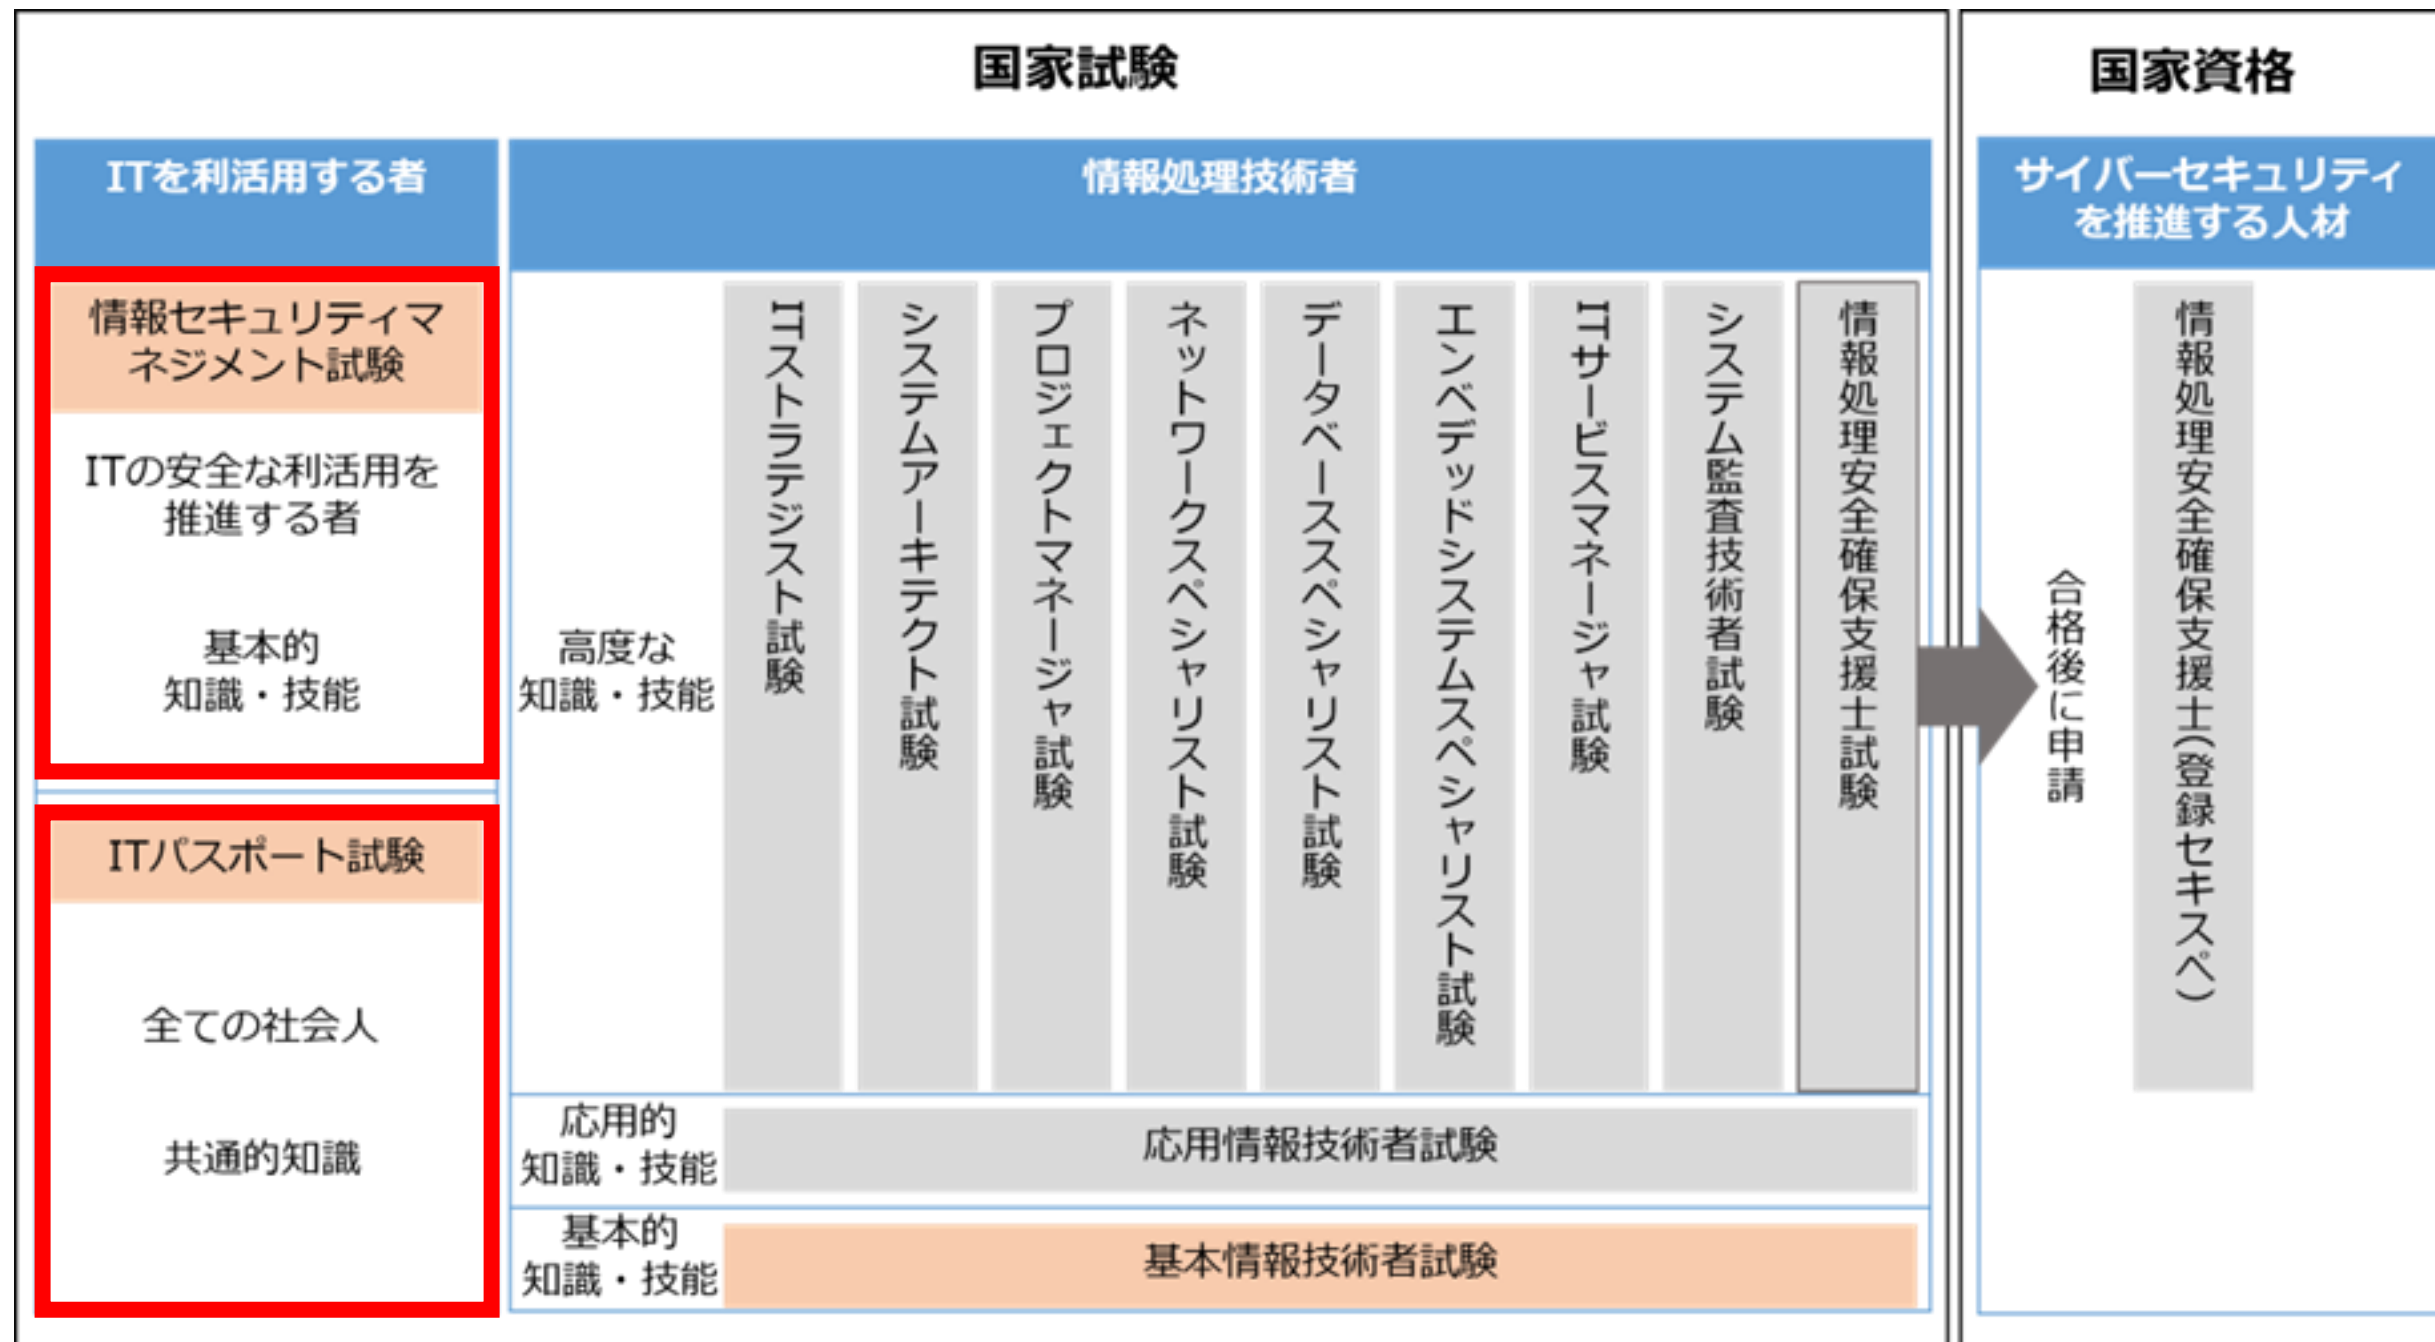 国家試験
国家資格
ITを利活用する者
情報処理技術者
サイバーセキュリティ
を推進する人材
情報セキュリティマ
ネジメント試験
ITの安全な利活用を
推進する者
基本的
知識・技能
ITパスポート試験
全ての社会人
共通的知識
高度な
知識・技能
ITストラテジスト試験
システムアーキテクト試験
プロジェクトマネージャ試験
ネットワークスペシャリスト試験
データベーススペシャリスト試験
エンベデッドシステムスペシャリスト試験
ITサービスマネージャ試験
システム監査技術者試験
情報処理安全確保支援士試験
応用的
知識・技能
応用情報技術者試験
基本的
知識・技能
基本情報技術者試験
合格後に申請
情報処理安全確保支援士(登録セキスペ)